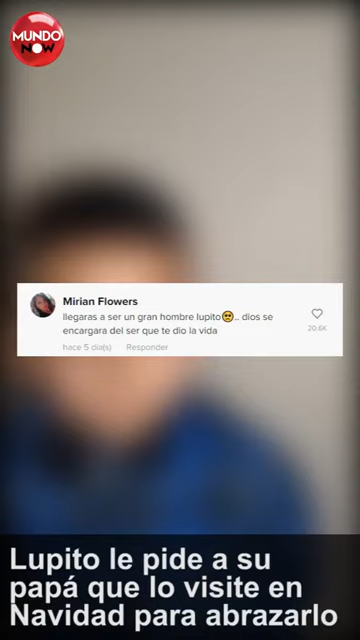 MUNDO
NOW
Mirian Flowers
llegaras a ser un gran hombre lupito🥺.. dios se
encargara del ser que te dio la vida
20.6K
hace 5 día(s) Responder
Lupito le pide a su
papá que lo visite en
Navidad para abrazarlo